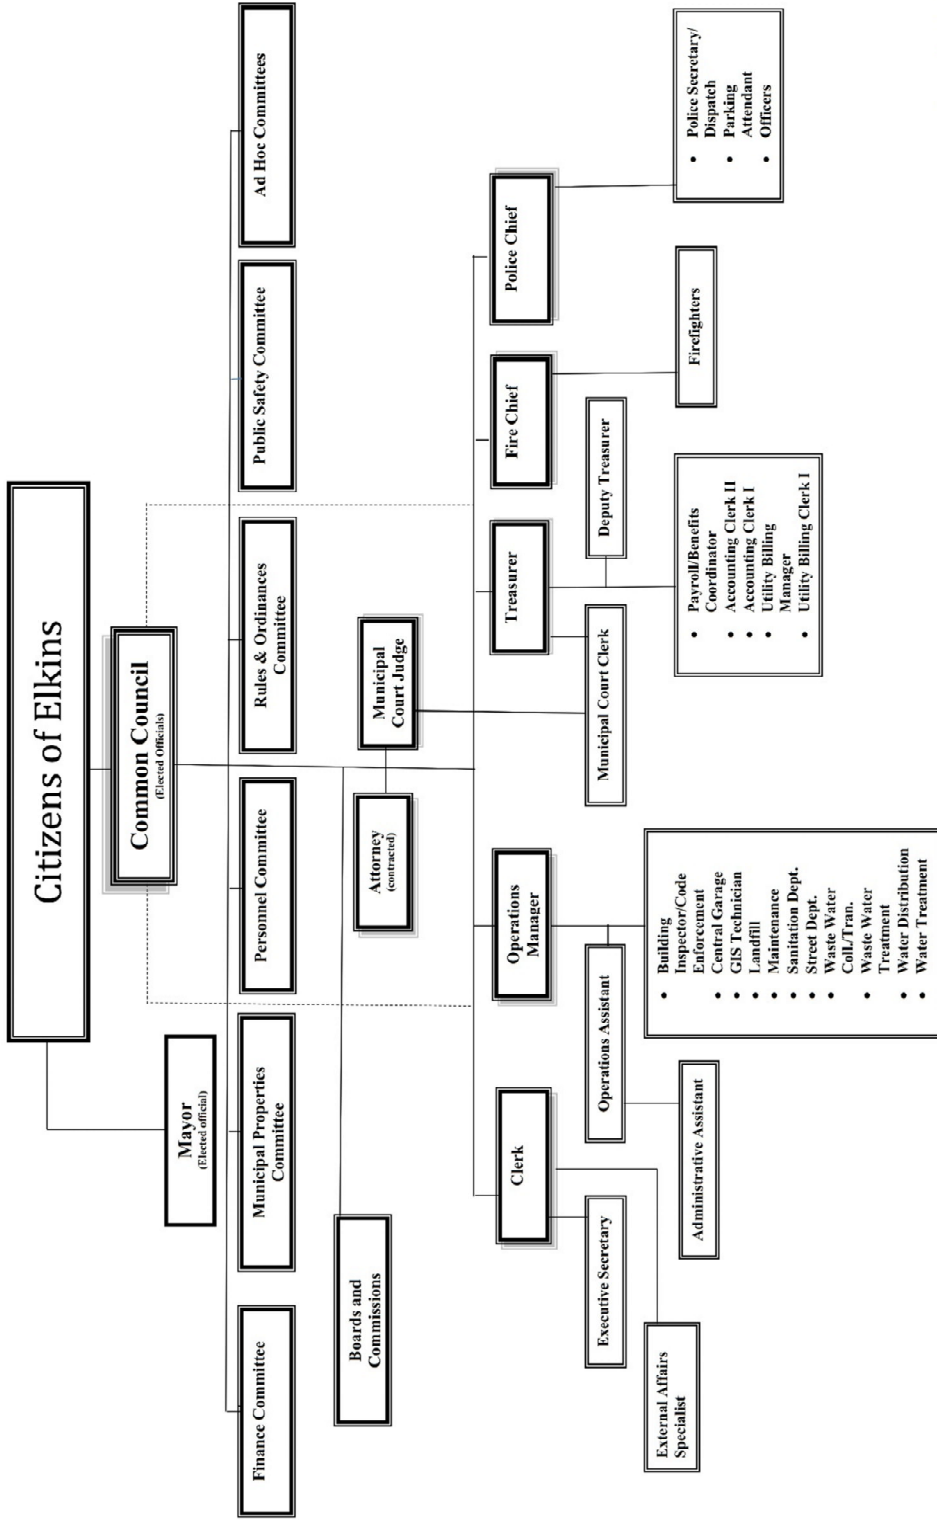 Citizens of Elkins
Common Council
(Elected Officials)
Mayor
(Elected official)
Finance Committee
Municipal Properties
Committee
Personnel Committee
Rules & Ordinances
Committee
Public Safety Committee
Ad Hoc Committees
Boards and
Commissions
Attorney
(contracted)
Municipal
Court Judge
Clerk
Operations
Manager
Treasurer
Fire Chief
Police Chief
Executive Secretary
Operations Assistant
Municipal Court Clerk
Deputy Treasurer
External Affairs
Specialist
Administrative Assistant
• Building
Inspector/Code
Enforcement
• Central Garage
• GIS Technician
• Landfill
• Maintenance
• Sanitation Dept.
• Street Dept.
• Waste Water
Coll./Tran.
• Waste Water
Treatment
• Water Distribution
• Water Treatment
• Payroll/Benefits
Coordinator
• Accounting Clerk II
• Accounting Clerk I
• Utility Billing
Manager
• Utility Billing Clerk I
Firefighters
• Police Secretary/
Dispatch
• Parking
Attendant
• Officers